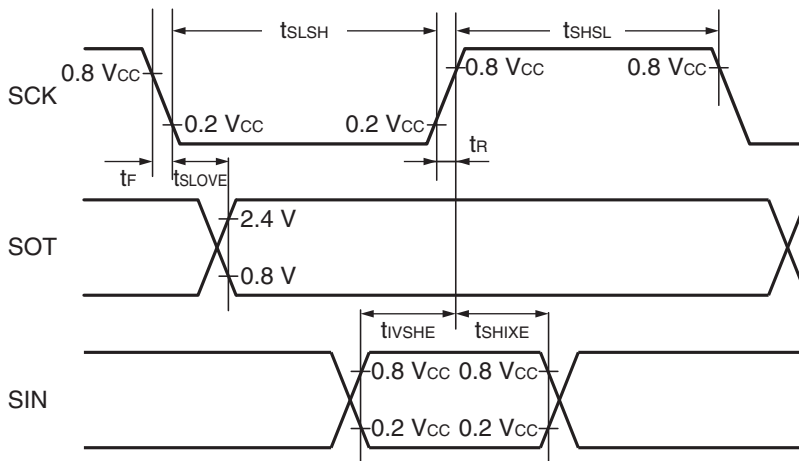 tSLSH
tSHSL
SCK
0.8 VCC
0.2 VCC
0.2 VCC
0.8 VCC
0.8 VCC
tF
tSLOVE
tR
SOT
2.4 V
0.8 V
tIVSHE
tSHIXE
SIN
0.8 VCC
0.8 VCC
0.2 VCC
0.2 VCC